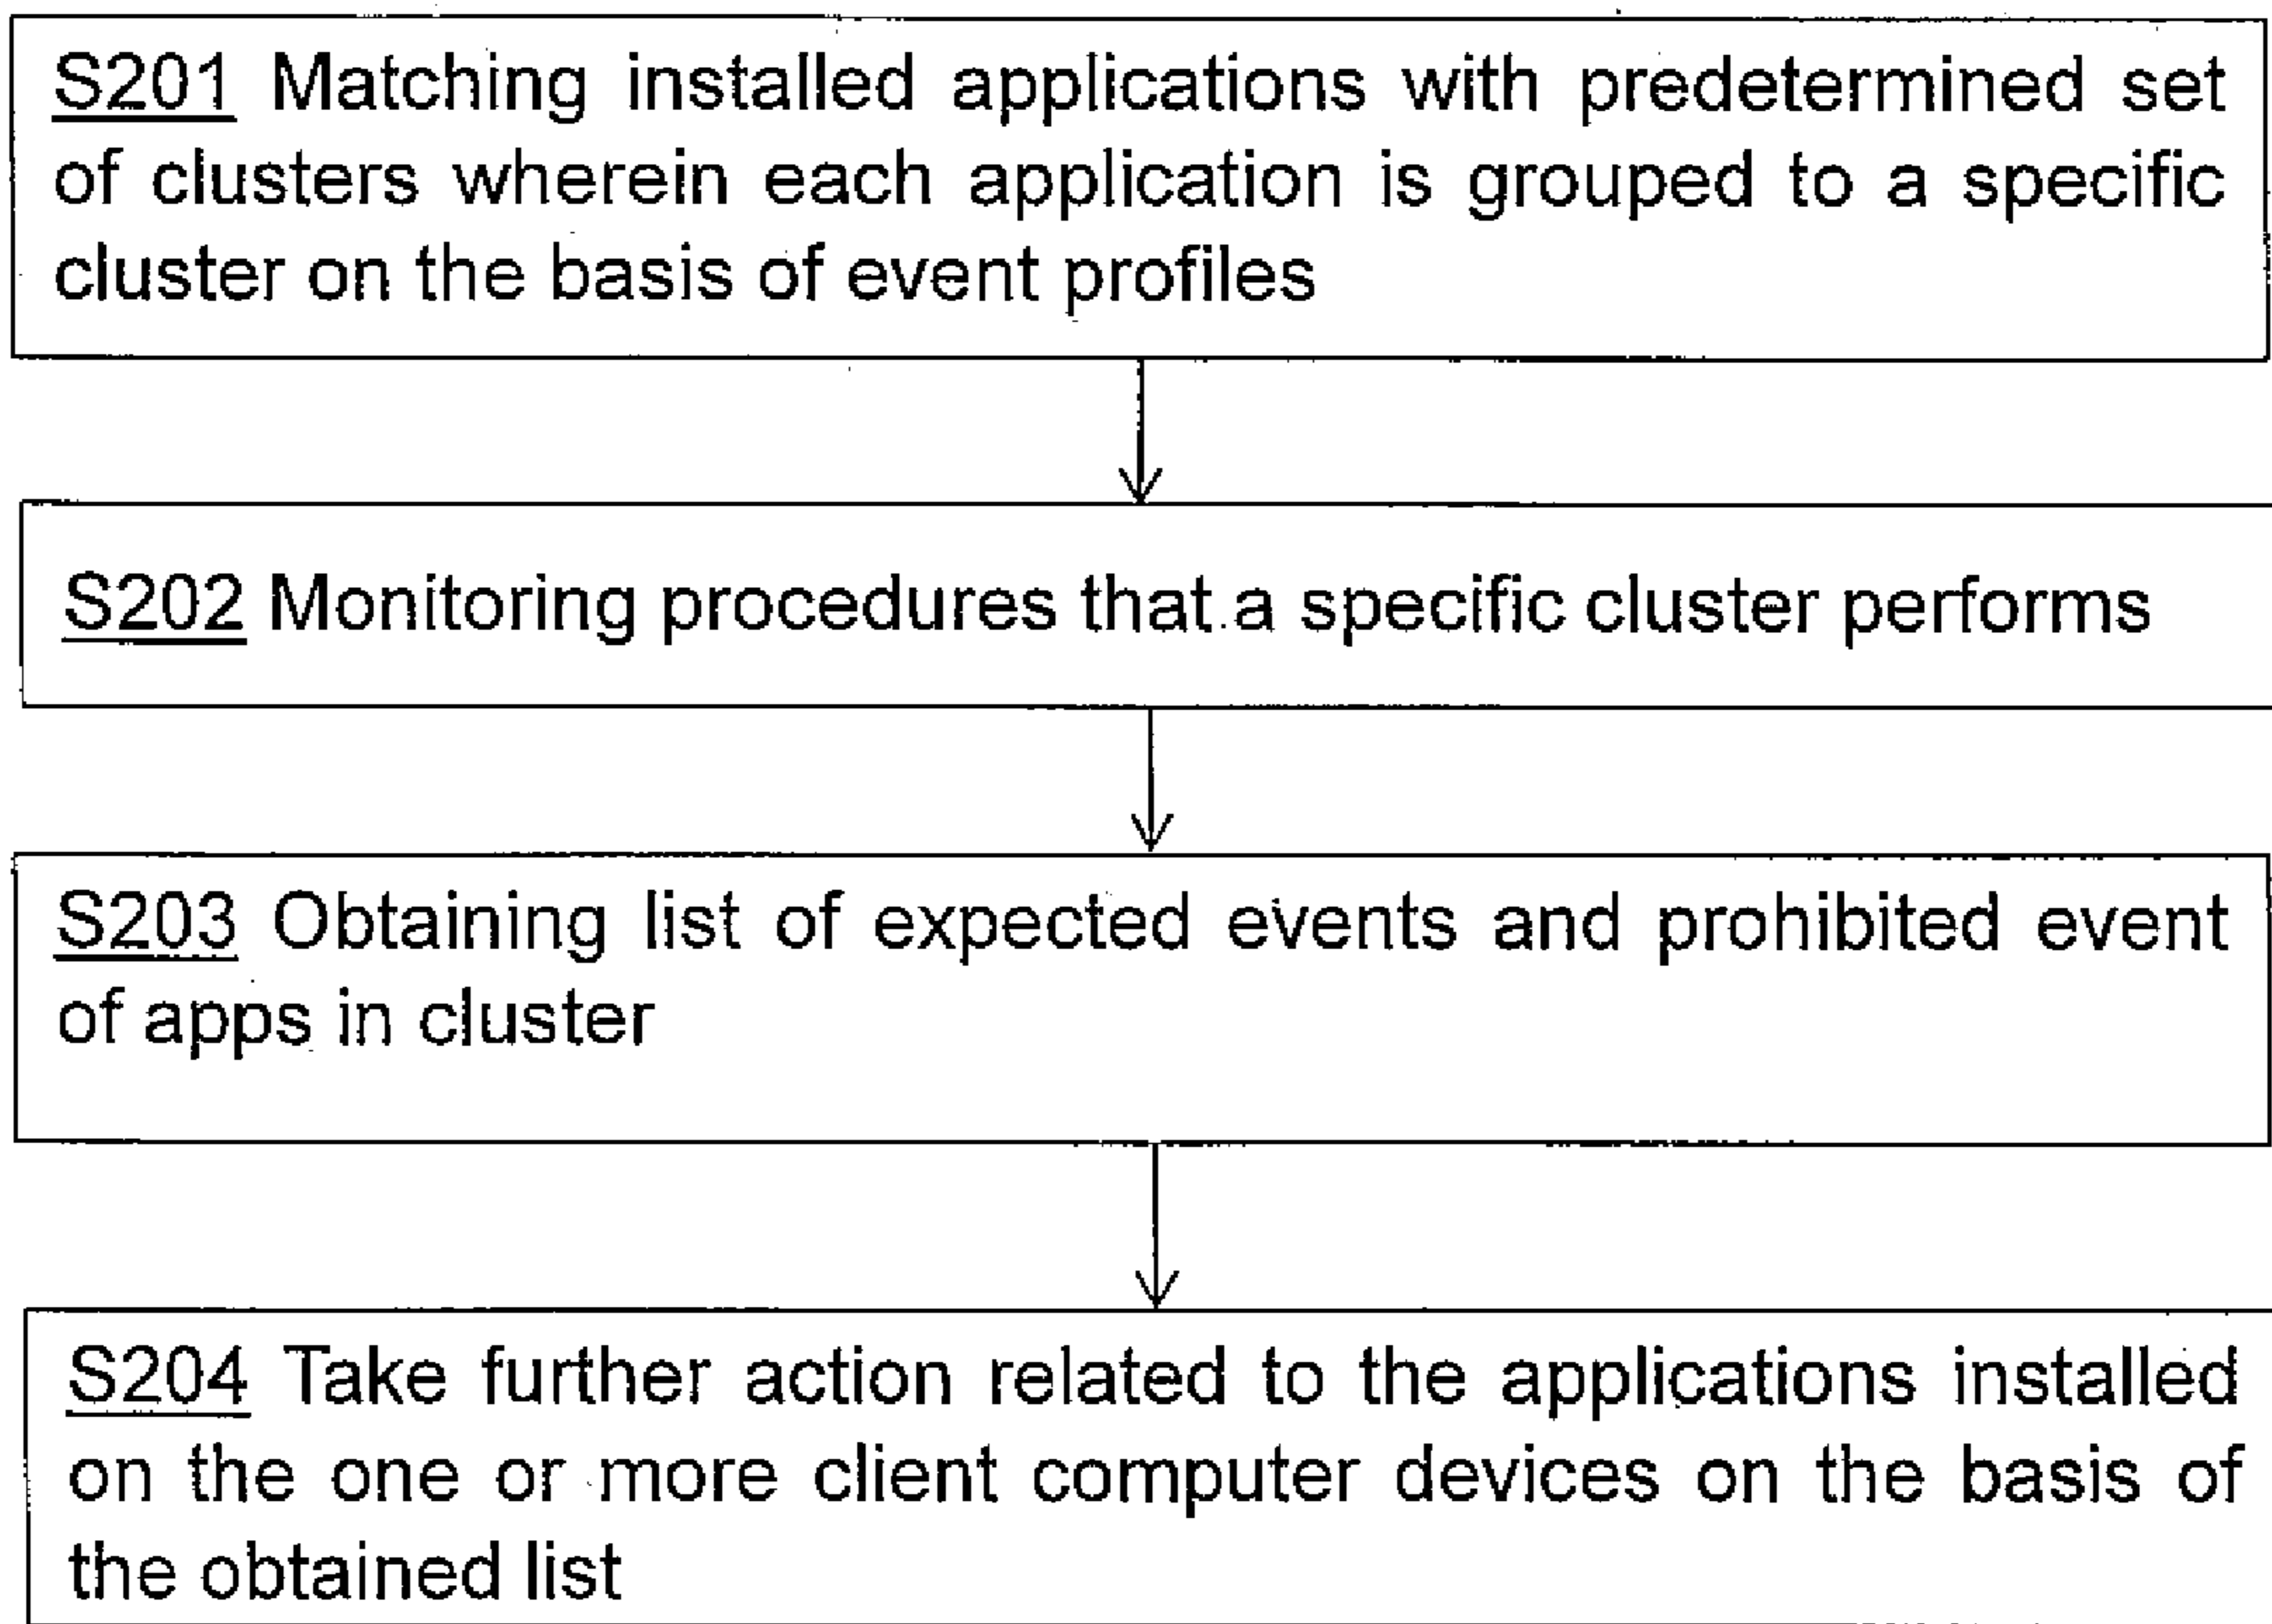 S201 Matching installed applications with predetermined set
of clusters wherein each application is grouped to a specific
cluster on the basis of event profiles
S202 Monitoring procedures that a specific cluster performs
S203 Obtaining list of expected events and prohibited event
of apps in cluster
S204 Take further action related to the applications installed
on the one or more client computer devices on the basis of
the obtained list